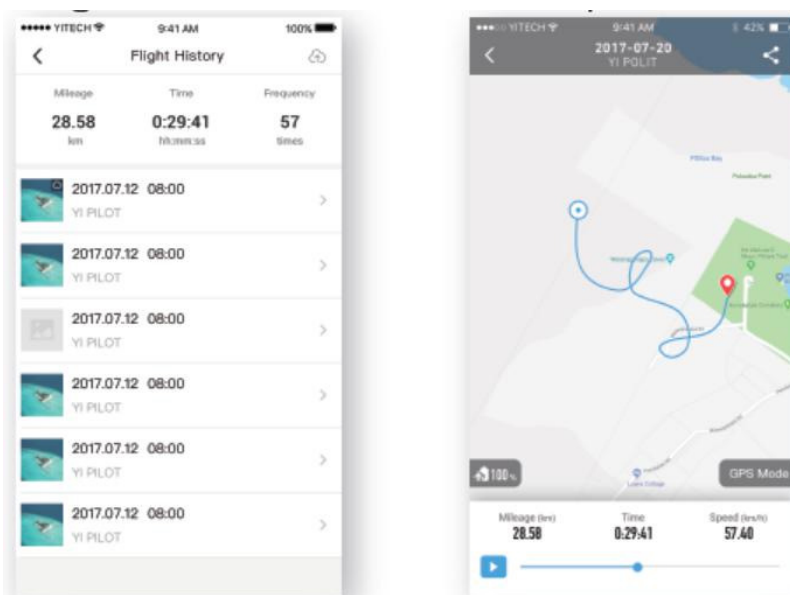 YITECH 9:41 AM 100%
Flight History
Mileage Time Frequency
28.58 0:29:41 57
km hh:mm:ss times
2017.07.12 08:00
YI PILOT
2017.07.12 08:00
YI PILOT
2017.07.12 08:00
YI PILOT
2017.07.12 08:00
YI PILOT
2017.07.12 08:00
YI PILOT
2017.07.12 08:00
YI PILOT
YITECH 9:41 AM 42%
2017-07-20
YI POLIT
100%
GPS Mode
Mileage (km) Time Speed (km/h)
28.58 0:29:41 57.40